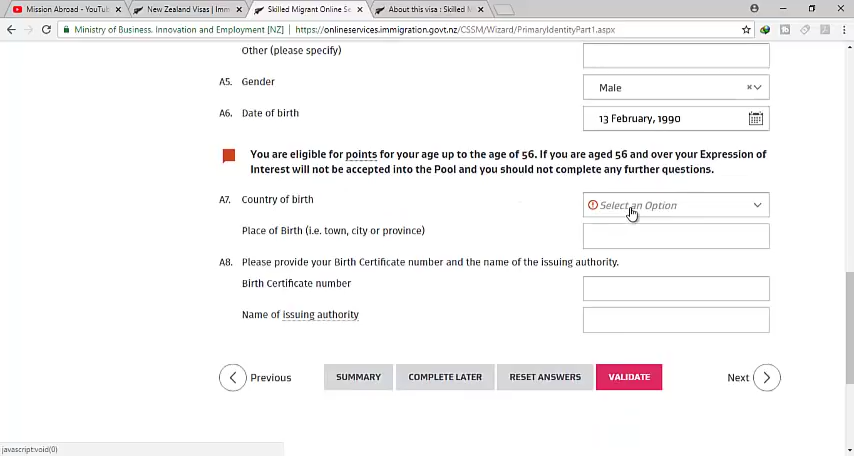 Mission Abroad - YouTub
New Zealand Visas | Imm
Skilled Migrant Online Se
About this visa : Skilled M
Ministry of Business, Innovation and Employment [NZ]
https://onlineservices.immigration.govt.nz/CSSM/Wizard/PrimaryIdentityPart1.aspx
Other (please specify)
A5. Gender
Male
A6. Date of birth
13 February, 1990
You are eligible for points for your age up to the age of 56. If you are aged 56 and over your Expression of
Interest will not be accepted into the Pool and you should not complete any further questions.
A7. Country of birth
Select an Option
Place of Birth (i.e. town, city or province)
A8. Please provide your Birth Certificate number and the name of the issuing authority.
Birth Certificate number
Name of issuing authority
Previous
SUMMARY
COMPLETE LATER
RESET ANSWERS
VALIDATE
Next
javascript:void(0)